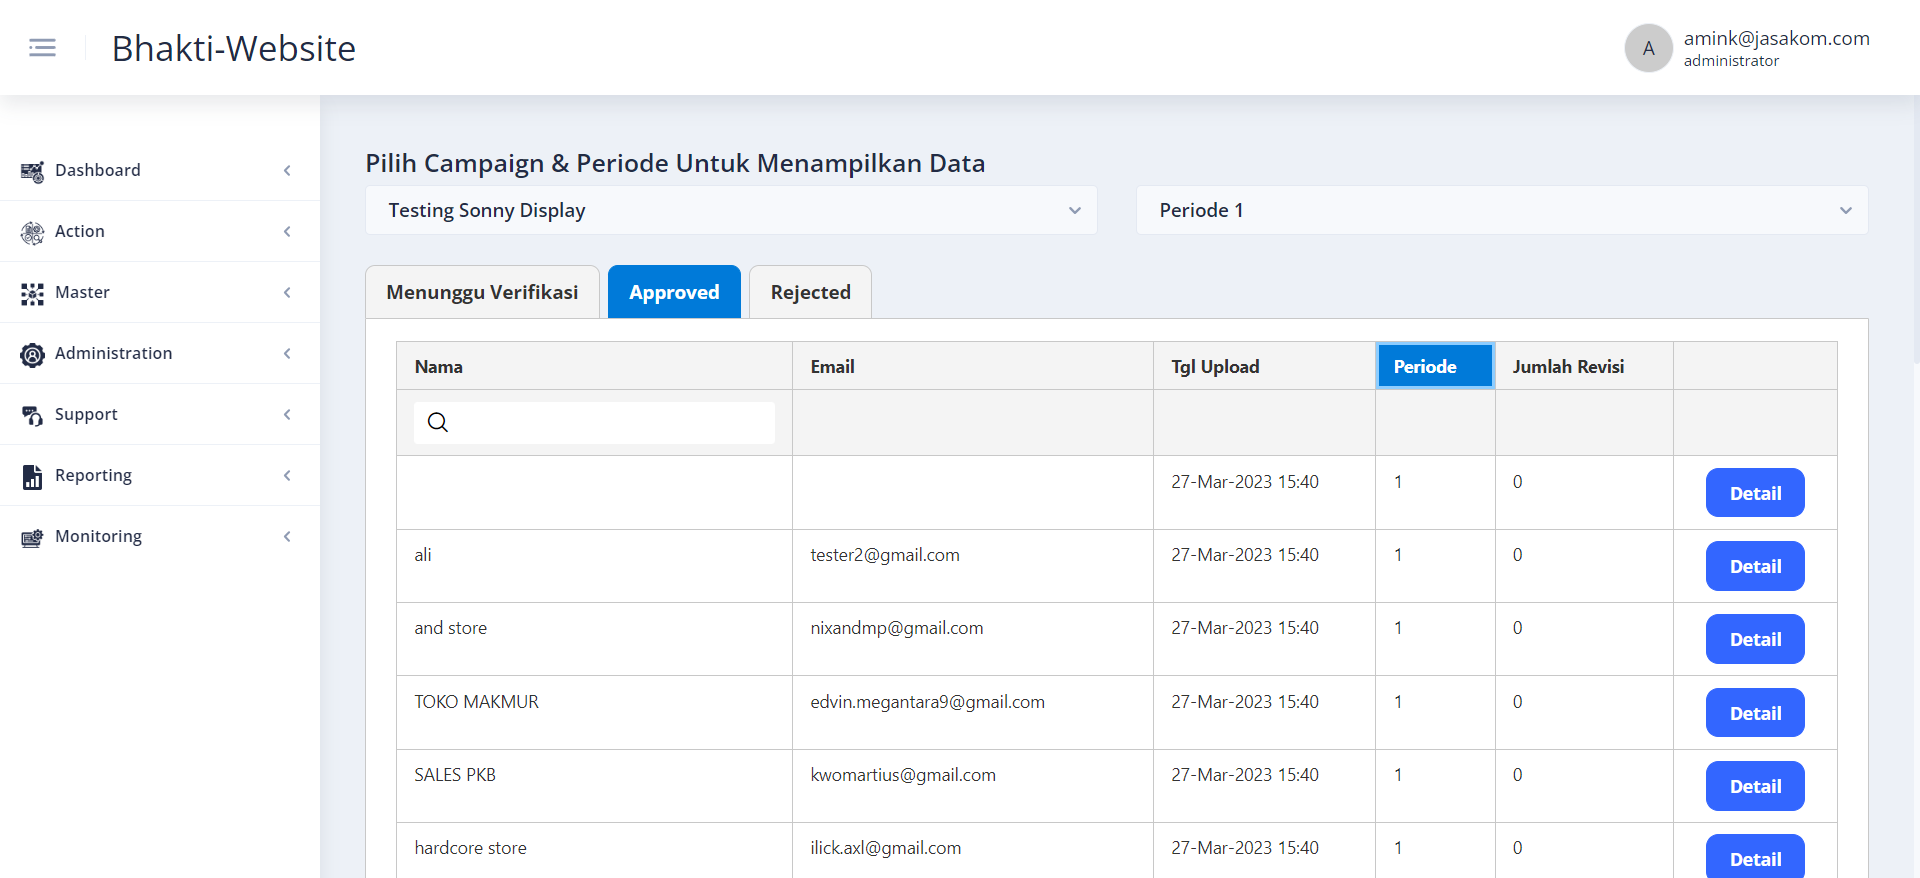 Bhakti-Website
A
amink@jasakom.com
administrator
Dashboard
Action
Master
Administration
Support
Reporting
Monitoring
Pilih Campaign & Periode Untuk Menampilkan Data
Testing Sonny Display
Periode 1
Menunggu Verifikasi
Approved
Rejected
Nama Email Tgl Upload Periode Jumlah Revisi
27-Mar-2023 15:40 1 0 Detail
ali tester2@gmail.com 27-Mar-2023 15:40 1 0 Detail
and store nixandmp@gmail.com 27-Mar-2023 15:40 1 0 Detail
TOKO MAKMUR edvin.megantara9@gmail.com 27-Mar-2023 15:40 1 0 Detail
SALES PKB kwomartius@gmail.com 27-Mar-2023 15:40 1 0 Detail
hardcore store ilick.axl@gmail.com 27-Mar-2023 15:40 1 0 Detail